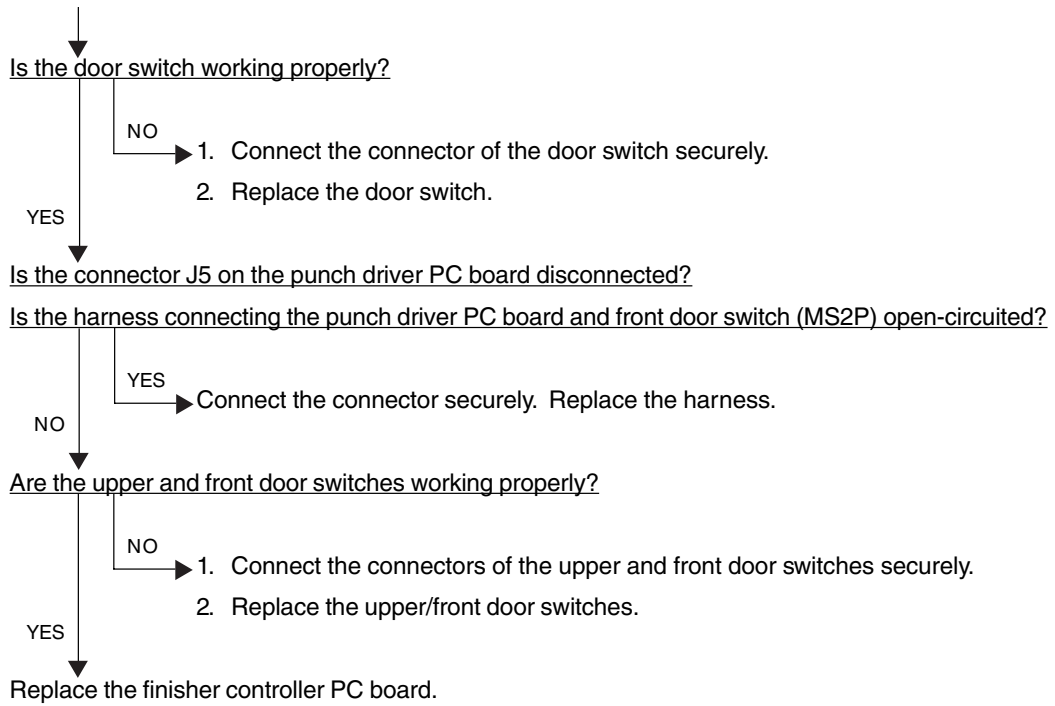 Is the door switch working properly?
NO
1. Connect the connector of the door switch securely.
2. Replace the door switch.
YES
Is the connector J5 on the punch driver PC board disconnected?
Is the harness connecting the punch driver PC board and front door switch (MS2P) open-circuited?
YES
Connect the connector securely. Replace the harness.
NO
Are the upper and front door switches working properly?
NO
1. Connect the connectors of the upper and front door switches securely.
2. Replace the upper/front door switches.
YES
Replace the finisher controller PC board.